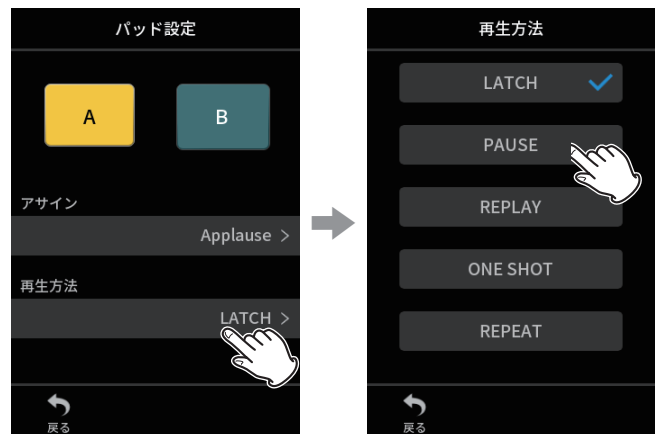 パッド設定
A
B
アサイン
Applause >
再生方法
LATCH >
戻る
再生方法
LATCH
PAUSE
REPLAY
ONE SHOT
REPEAT
戻る